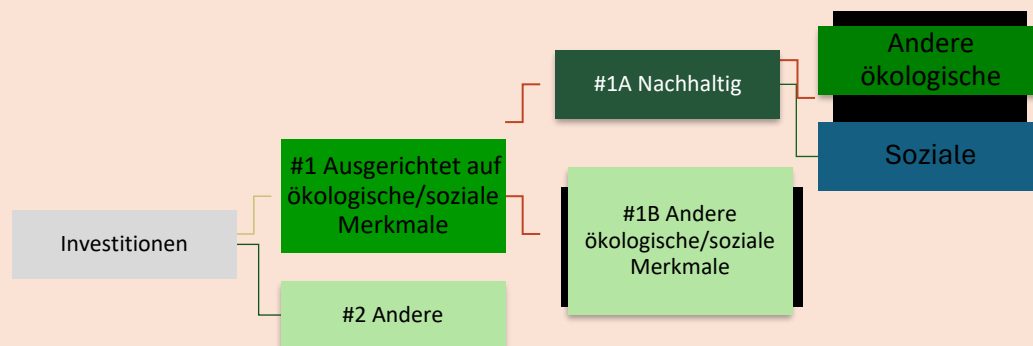 Investitionen
#1 Ausgerichtet auf
ökologische/soziale
Merkmale
#2 Andere
#1A Nachhaltig
#1B Andere
ökologische/soziale
Merkmale
Andere
ökologische
Soziale